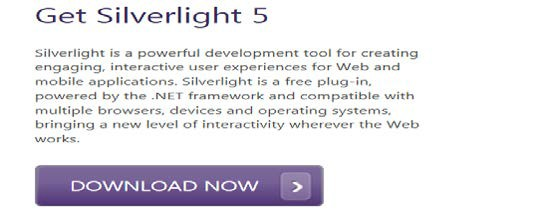 Get Silverlight 5
Silverlight is a powerful development tool for creating
engaging, interactive user experiences for Web and
mobile applications. Silverlight is a free plug-in,
powered by the .NET framework and compatible with
multiple browsers, devices and operating systems,
bringing a new level of interactivity wherever the Web
works.
DOWNLOAD NOW